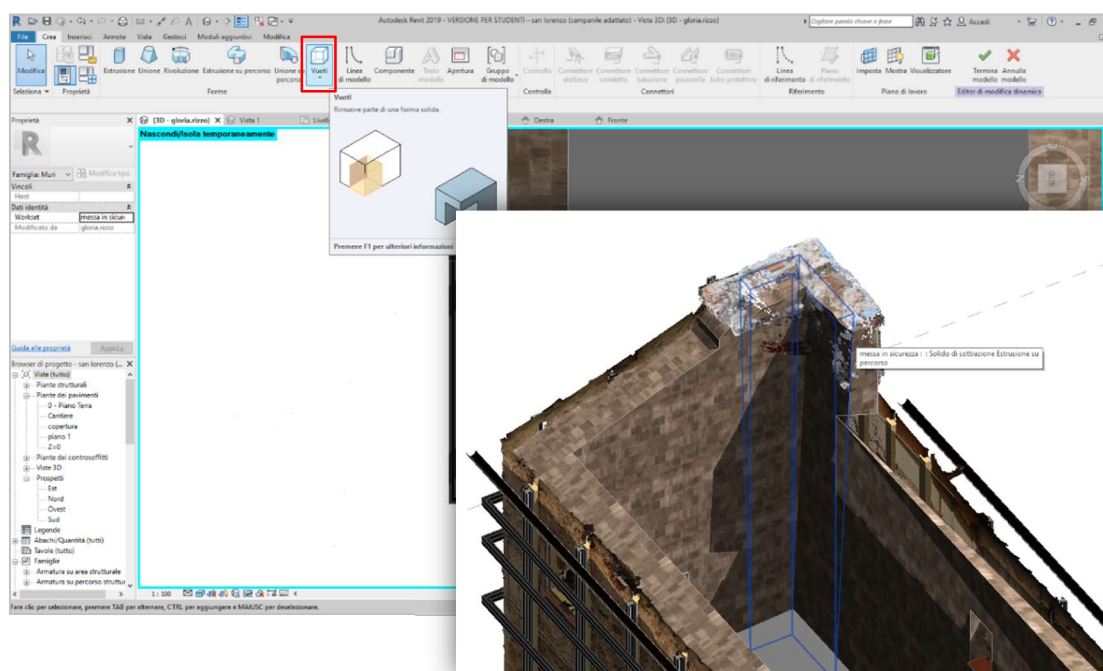 Autodesk Revit 2019 - VERSIONE PER STUDENTI - san lorenzo (campanile adattato) - Vista 3D: {3D - gloria.rizzo}
Digitare parola chiave o frase
Accedi
File Crea Inserisci Annota Vista Gestisci Moduli aggiuntivi Modifica
Modifica
Estrusione Unione Rivoluzione Estrusione su percorso Unione su percorso Vuoti
Linea di modello Componente Testo modello Apertura Gruppo di modello
Controlla Connettore elettrico Connettore condotto Connettore tubazione Connettore passerella Connettore tubo protettivo
Linea di riferimento Piano di riferimento Imposta Mostra Visualizzatore
Termina modello Annulla modello
Seleziona Proprietà Forme Controlla Connettori Riferimento Piano di lavoro Editor di modifica dinamica
Vuoti
Rimuove parte di una forma solida.
Premere F1 per ulteriori informazioni
Proprietà
{3D - gloria.rizzo} Vista 1 Livell Destra Fronte
Nascondi/Isola temporaneamente
Famiglia: Muri Modifica tipo
Vincoli
Host
Dati identità
Workset messa in sicur
Modificato da gloria.rizzo
Guida alle proprietà Applica
Browser di progetto - san lorenzo (...
Viste (tutto)
Piante strutturali
Piante dei pavimenti
0 - Piano Terra
Cantiere
copertura
piano 1
Z=0
Piante dei controsoffitti
Viste 3D
Prospetti
Est
Nord
Ovest
Sud
Legende
Abachi/Quantità (tutti)
Tavole (tutto)
Famiglie
Armatura su area strutturale
Armatura su percorso struttur
1 : 100
Fare clic per selezionare, premere TAB per alternare, CTRL per aggiungere e MAIUSC per deselezionare.
messa in sicurezza : : Solido di sottrazione Estrusione su
percorso